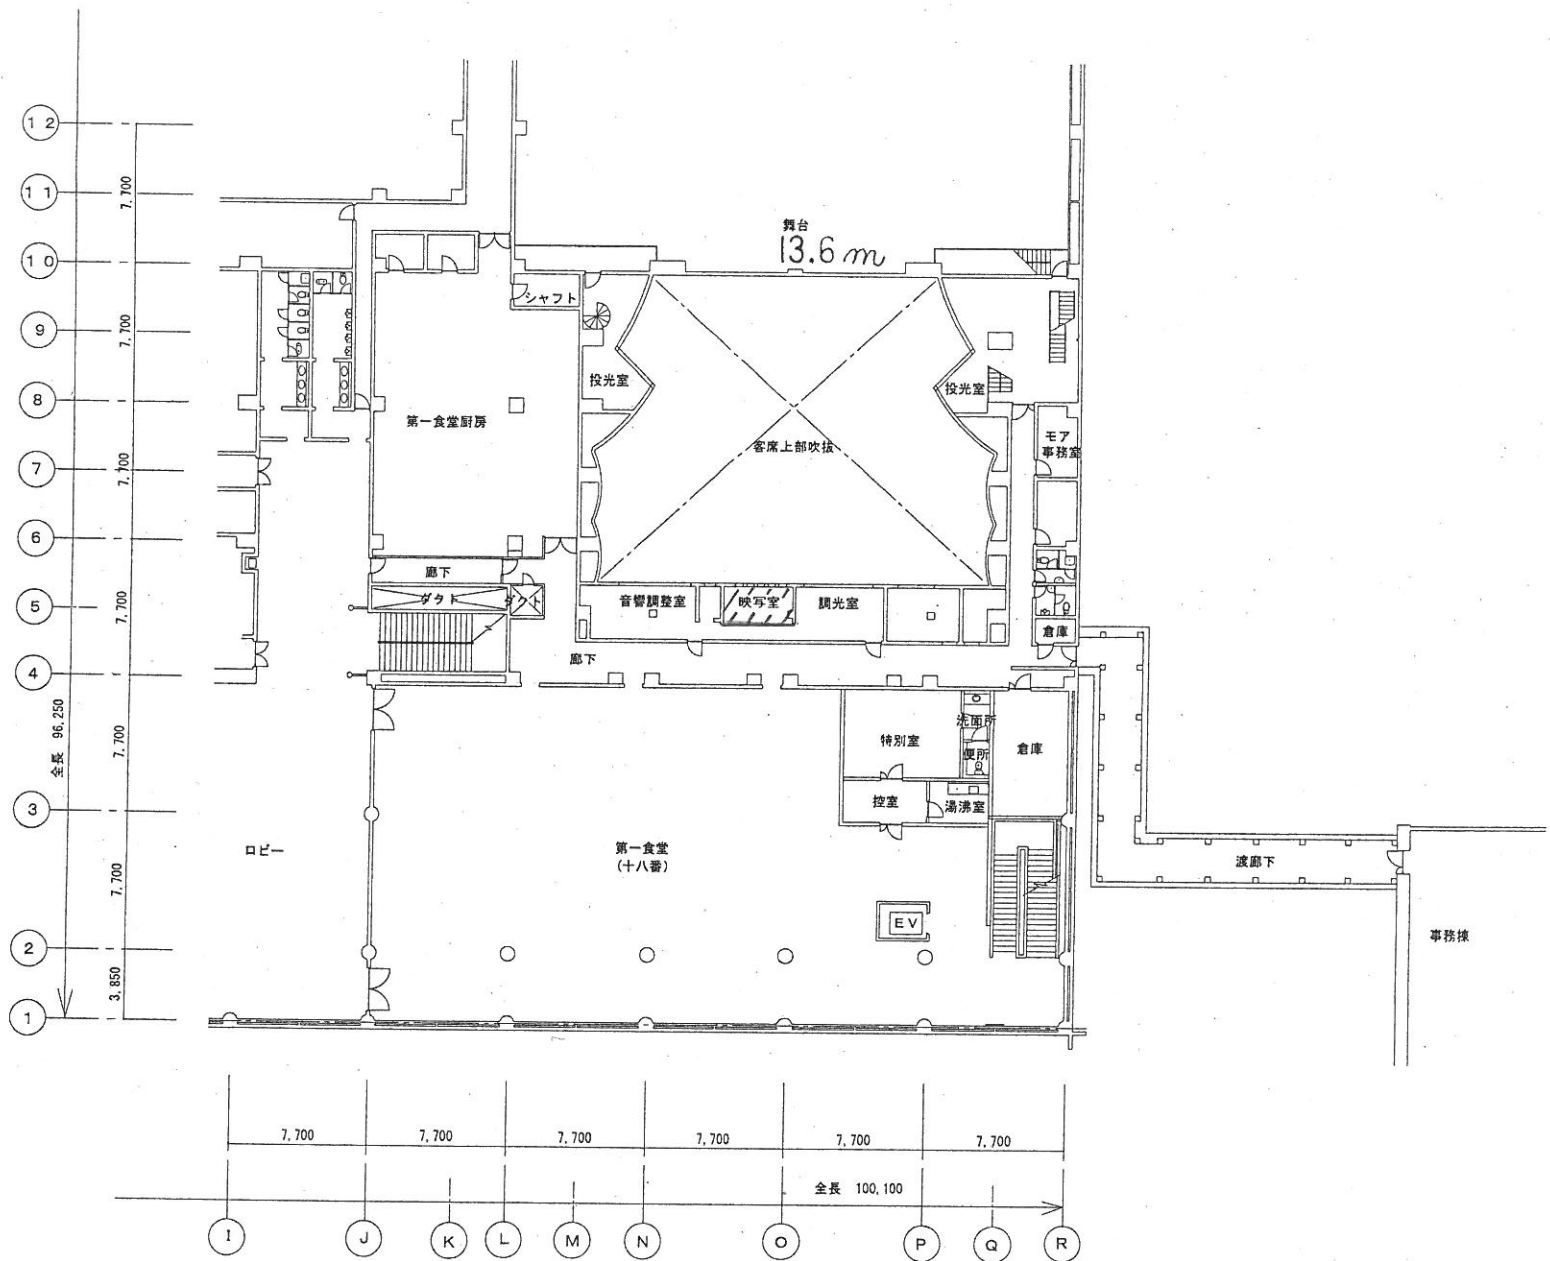 12
11
10
9
8
7
6
5
4
3
2
1
7,700
7,700
7,700
7,700
7,700
7,700
3,850
全長 96,250
舞台
13.6m
シャフト
投光室
投光室
第一食堂厨房
客席上部吹抜
モア
事務室
廊下
ダクト
ダクト
音響調整室
映写室
調光室
倉庫
廊下
特別室
洗面所
便所
倉庫
控室
湯沸室
ロビー
第一食堂
(十八番)
EV
渡廊下
事務棟
7,700
7,700
7,700
7,700
7,700
7,700
全長 100,100
I
J
K
L
M
N
O
P
Q
R